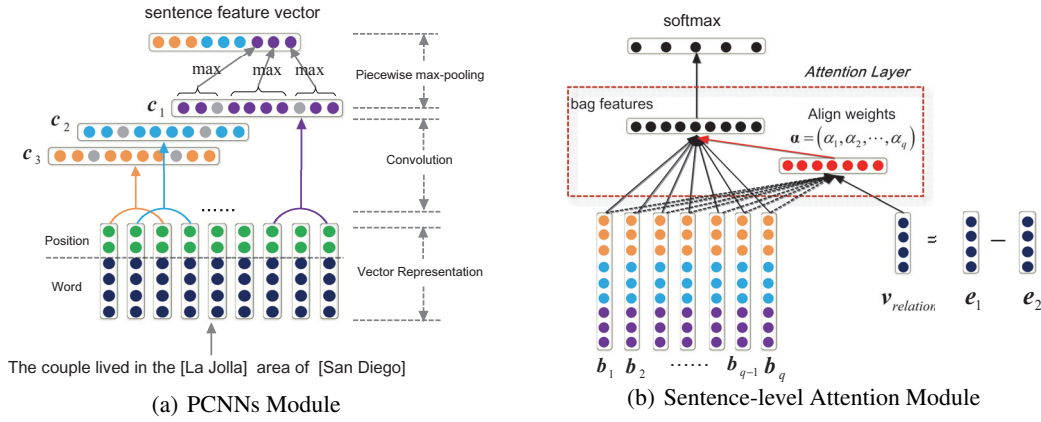 sentence feature vector
max
max
max
Piecewise max-pooling
c1
c2
c3
Convolution
......
Position
Word
Vector Representation
The couple lived in the [La Jolla] area of [San Diego]
(a) PCNNs Module
softmax
Attention Layer
bag features
Align weights
α = (α1, α2, ⋯, αq)
≈
−
vrelation
e1
e2
b1
b2
......
bq−1
bq
(b) Sentence-level Attention Module